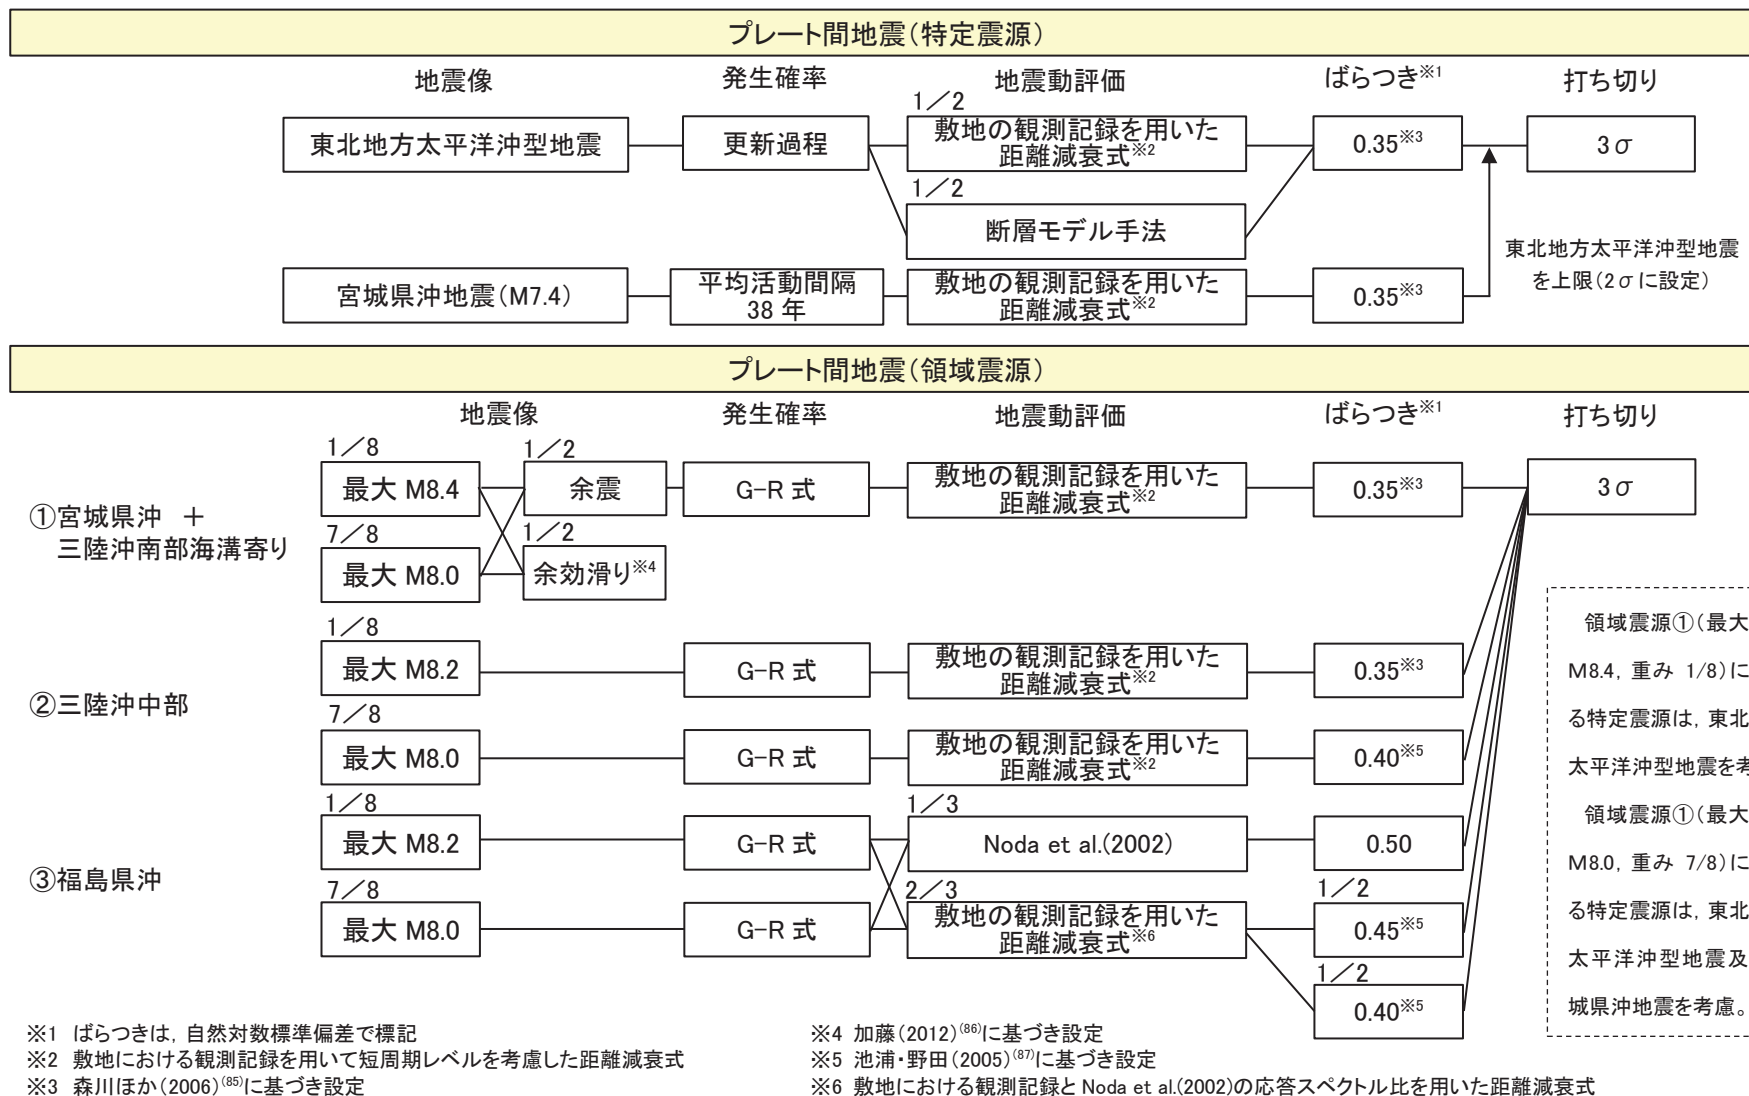 プレート間地震(特定震源)
地震像 発生確率 地震動評価 ばらつき※1 打ち切り
1/2
東北地方太平洋沖型地震 更新過程 敷地の観測記録を用いた 0.35※3 3σ
距離減衰式※2
1/2
断層モデル手法
東北地方太平洋沖型地震
を上限(2σに設定)
宮城県沖地震(M7.4) 平均活動間隔 敷地の観測記録を用いた 0.35※3
38 年 距離減衰式※2
プレート間地震(領域震源)
地震像 発生確率 地震動評価 ばらつき※1 打ち切り
1/8 1/2
最大 M8.4 余震 G-R 式 敷地の観測記録を用いた 0.35※3 3σ
距離減衰式※2
①宮城県沖 +
三陸沖南部海溝寄り
7/8 1/2
最大 M8.0 余効滑り※4
1/8
最大 M8.2 G-R 式 敷地の観測記録を用いた 0.35※3
距離減衰式※2
②三陸沖中部
7/8
最大 M8.0 G-R 式 敷地の観測記録を用いた 0.40※5
距離減衰式※2
1/8 1/3
最大 M8.2 G-R 式 Noda et al.(2002) 0.50
③福島県沖
7/8 2/3 1/2
最大 M8.0 G-R 式 敷地の観測記録を用いた 0.45※5
距離減衰式※6
1/2
0.40※5
領域震源①(最大
M8.4, 重み 1/8)に
る特定震源は, 東北
太平洋沖型地震を考
領域震源①(最大
M8.0, 重み 7/8)に
る特定震源は, 東北
太平洋沖型地震及
城県沖地震を考慮。
※1 ばらつきは, 自然対数標準偏差で標記
※2 敷地における観測記録を用いて短周期レベルを考慮した距離減衰式
※3 森川ほか(2006)(85)に基づき設定
※4 加藤(2012)(86)に基づき設定
※5 池浦・野田(2005)(87)に基づき設定
※6 敷地における観測記録と Noda et al.(2002)の応答スペクトル比を用いた距離減衰式